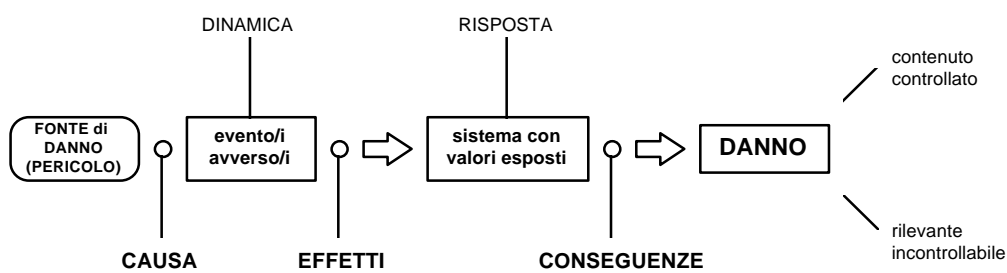 DINAMICA
RISPOSTA
contenuto
controllato
FONTE di
DANNO
(PERICOLO)
evento/i
avverso/i
sistema con
valori esposti
DANNO
rilevante
incontrollabile
CAUSA
EFFETTI
CONSEGUENZE